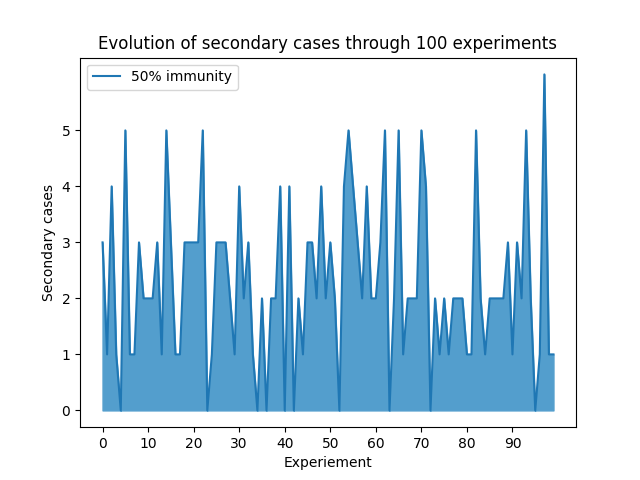 Evolution of secondary cases through 100 experiments
50% immunity
Secondary cases
5
4
3
2
1
0
0 10 20 30 40 50 60 70 80 90
Experiement